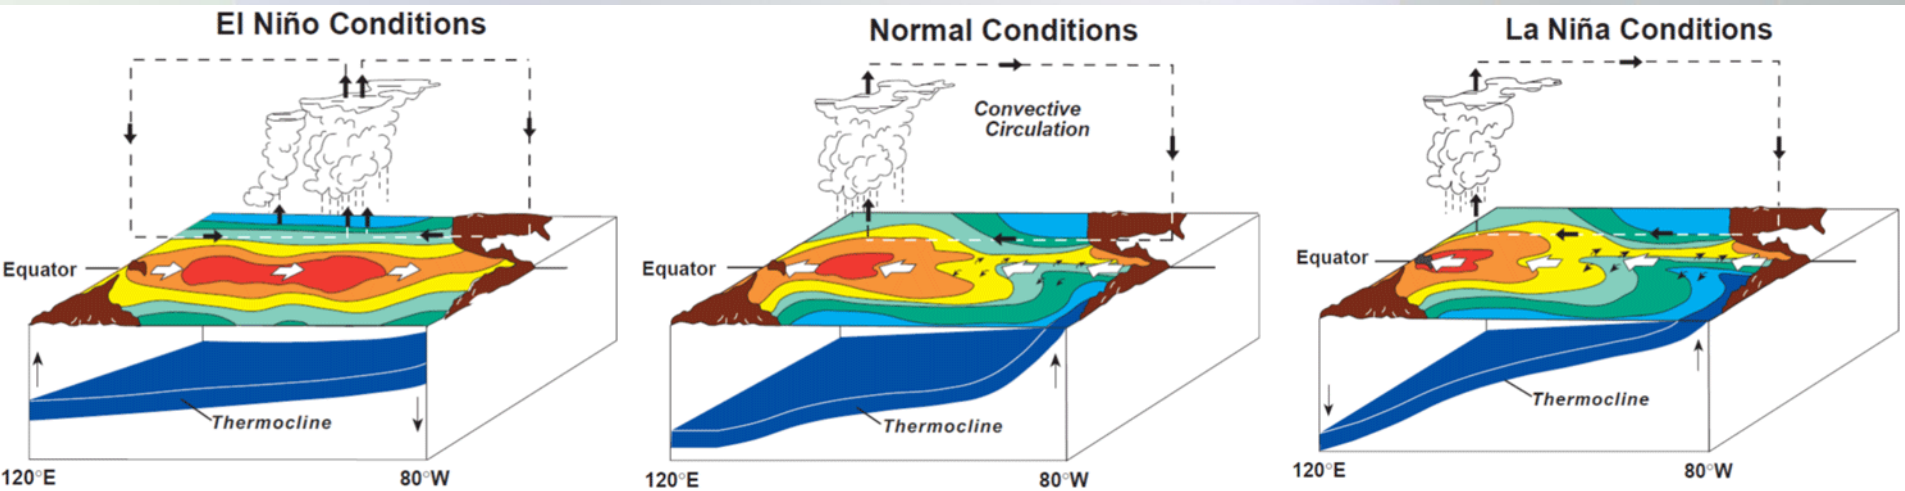 El Niño Conditions
Equator
Thermocline
120°E
80°W
Normal Conditions
Convective
Circulation
Equator
Thermocline
120°E
80°W
La Niña Conditions
Equator
Thermocline
120°E
80°W